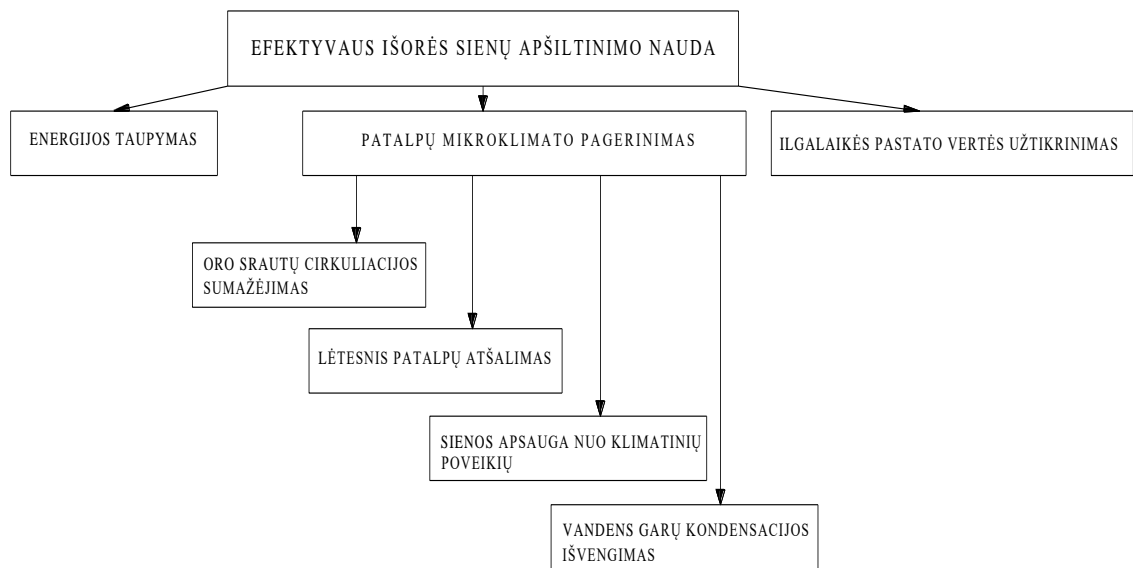 EFEKTYVAUS IŠORĖS SIENŲ APŠILTINIMO NAUDA
ENERGIJOS TAUPYMAS
PATALPŲ MIKROKLIMATO PAGERINIMAS
ILGALAIKĖS PASTATO VERTĖS UŽTIKRINIMAS
ORO SRAUTŲ CIRKULIACIJOS
SUMAŽĖJIMAS
LĖTESNIS PATALPŲ ATŠALIMAS
SIENOS APSAUGA NUO KLIMATINIŲ
POVEIKIŲ
VANDENS GARŲ KONDENSACIJOS
IŠVENGIMAS